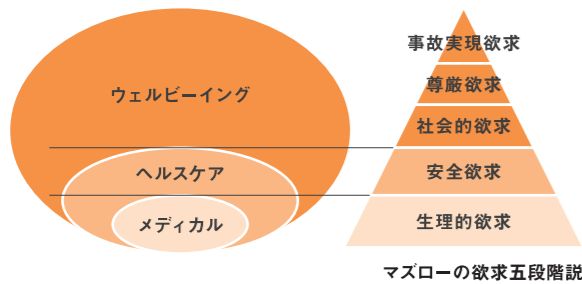 ウェルビーイング
ヘルスケア
メディカル
事故実現欲求
尊厳欲求
社会的欲求
安全欲求
生理的欲求
マズローの欲求五段階説